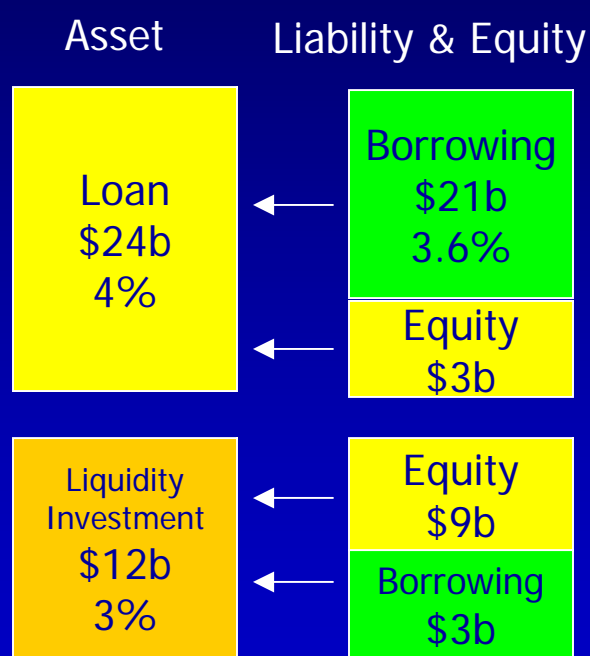 Asset
Liability & Equity
Loan
$24b
4%
Borrowing
$21b
3.6%
Equity
$3b
Liquidity
Investment
$12b
3%
Equity
$9b
Borrowing
$3b